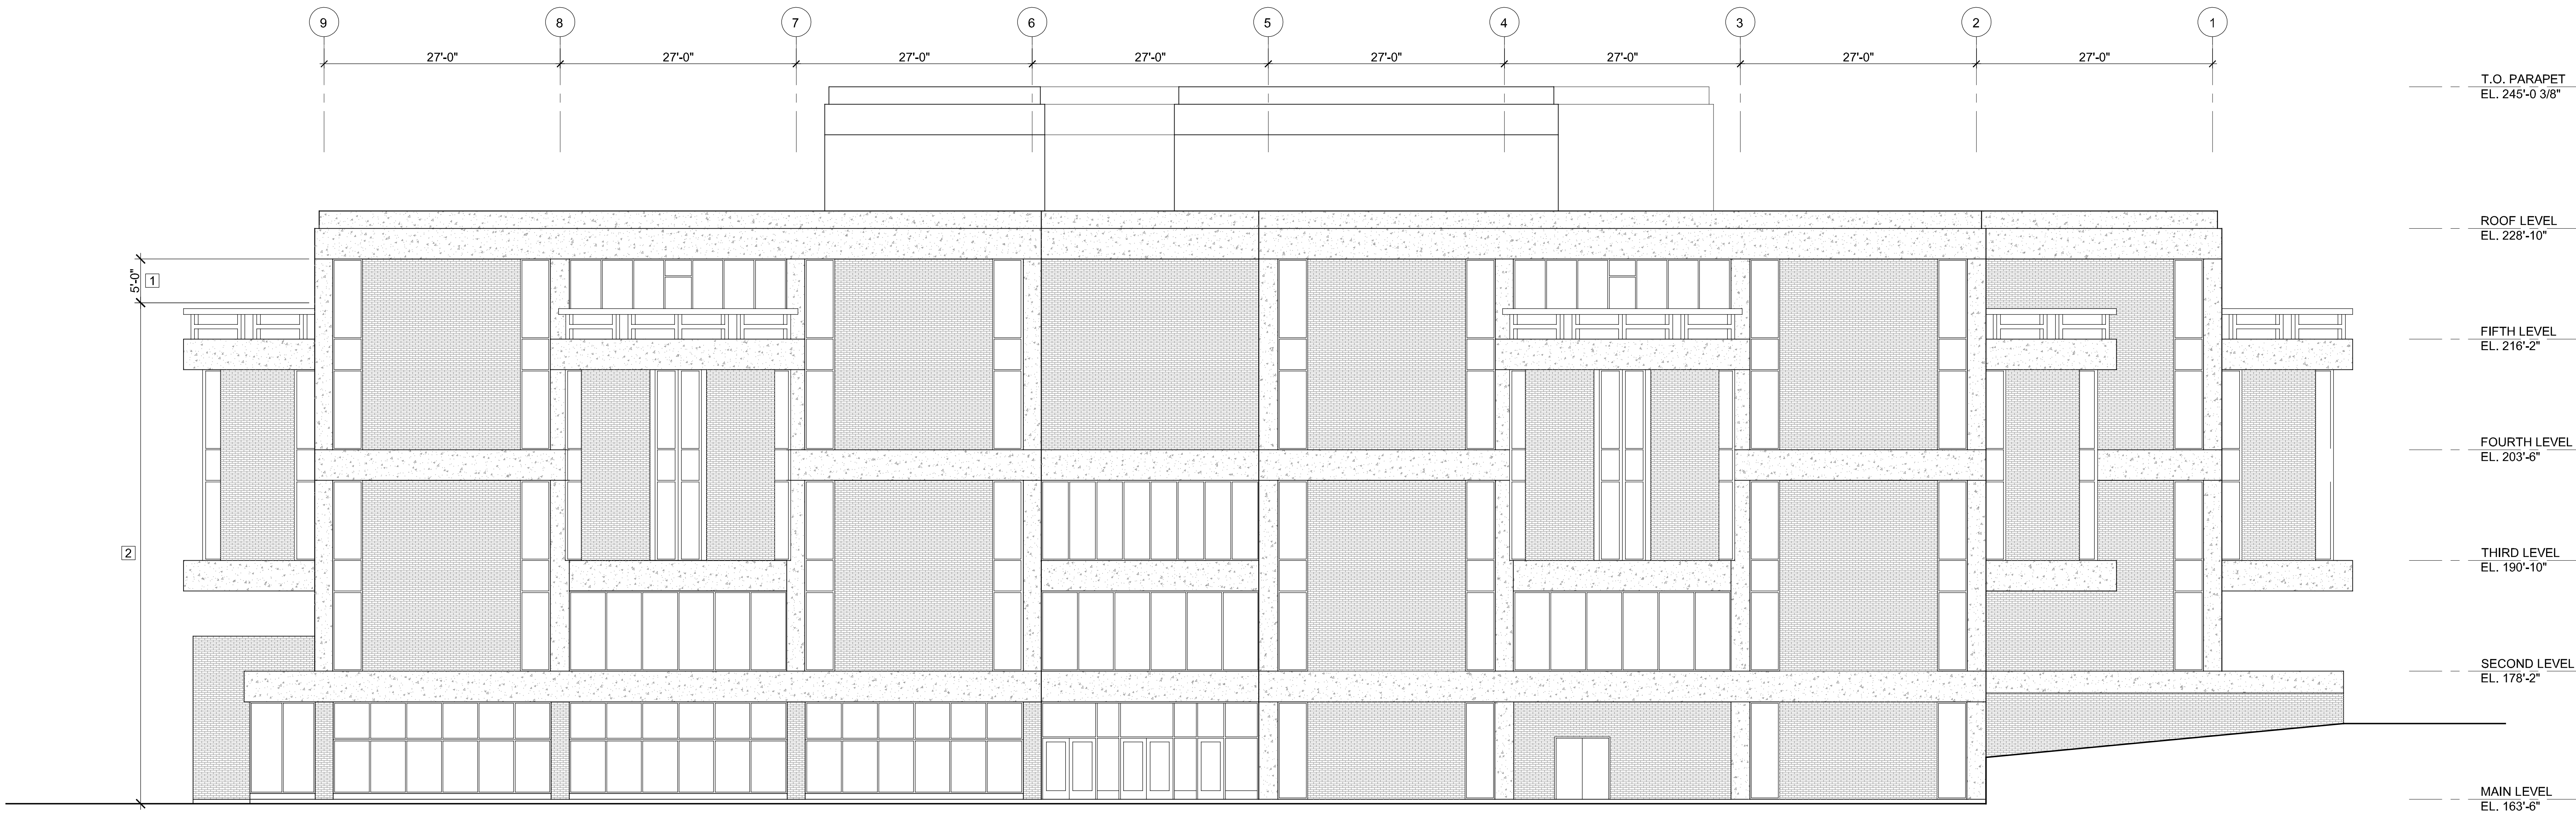 9 8 7 6 5 4 3 2 1
27'-0" 27'-0" 27'-0" 27'-0" 27'-0" 27'-0" 27'-0" 27'-0"
T.O. PARAPET
EL. 245'-0 3/8"
ROOF LEVEL
EL. 228'-10"
5'-0" 1
FIFTH LEVEL
EL. 216'-2"
FOURTH LEVEL
EL. 203'-6"
2
THIRD LEVEL
EL. 190'-10"
SECOND LEVEL
EL. 178'-2"
MAIN LEVEL
EL. 163'-6"